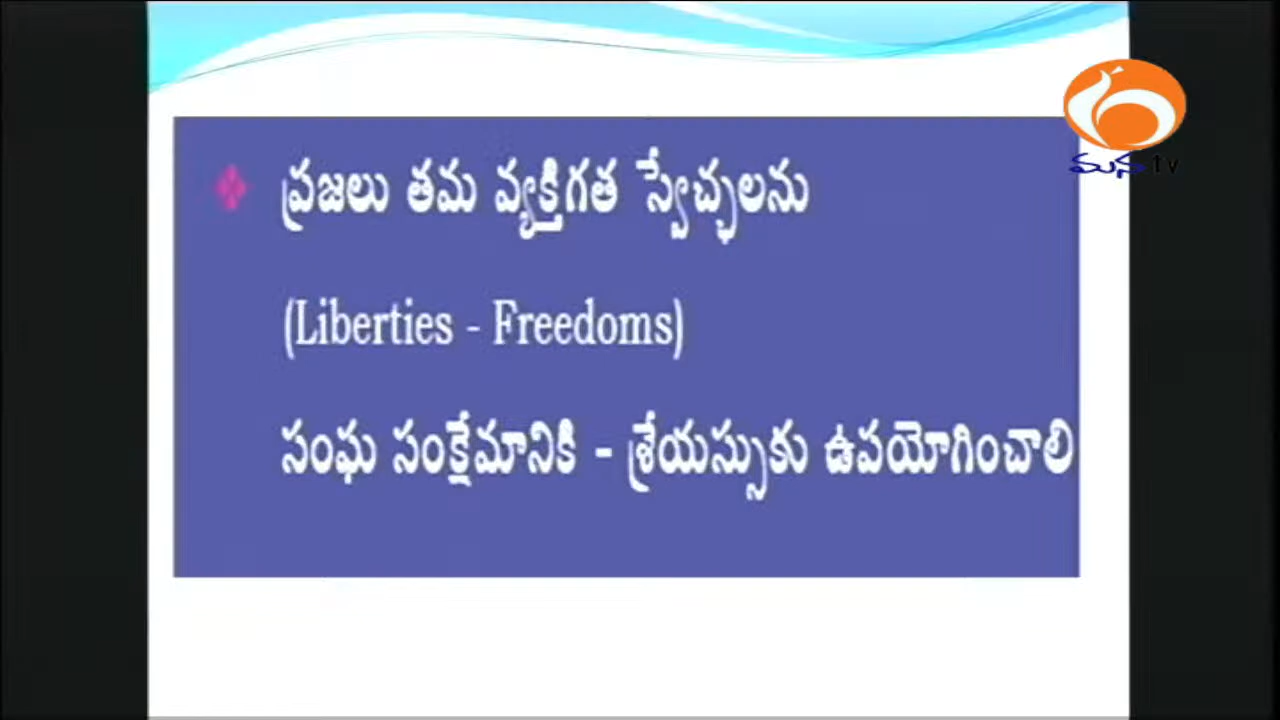 ప్రజలు తమ వ్యక్తిగత స్వేచ్ఛలను
(Liberties - Freedoms)
సంఘ సంక్షేమానికి - శ్రేయస్సుకు ఉపయోగించాలి
మన tv